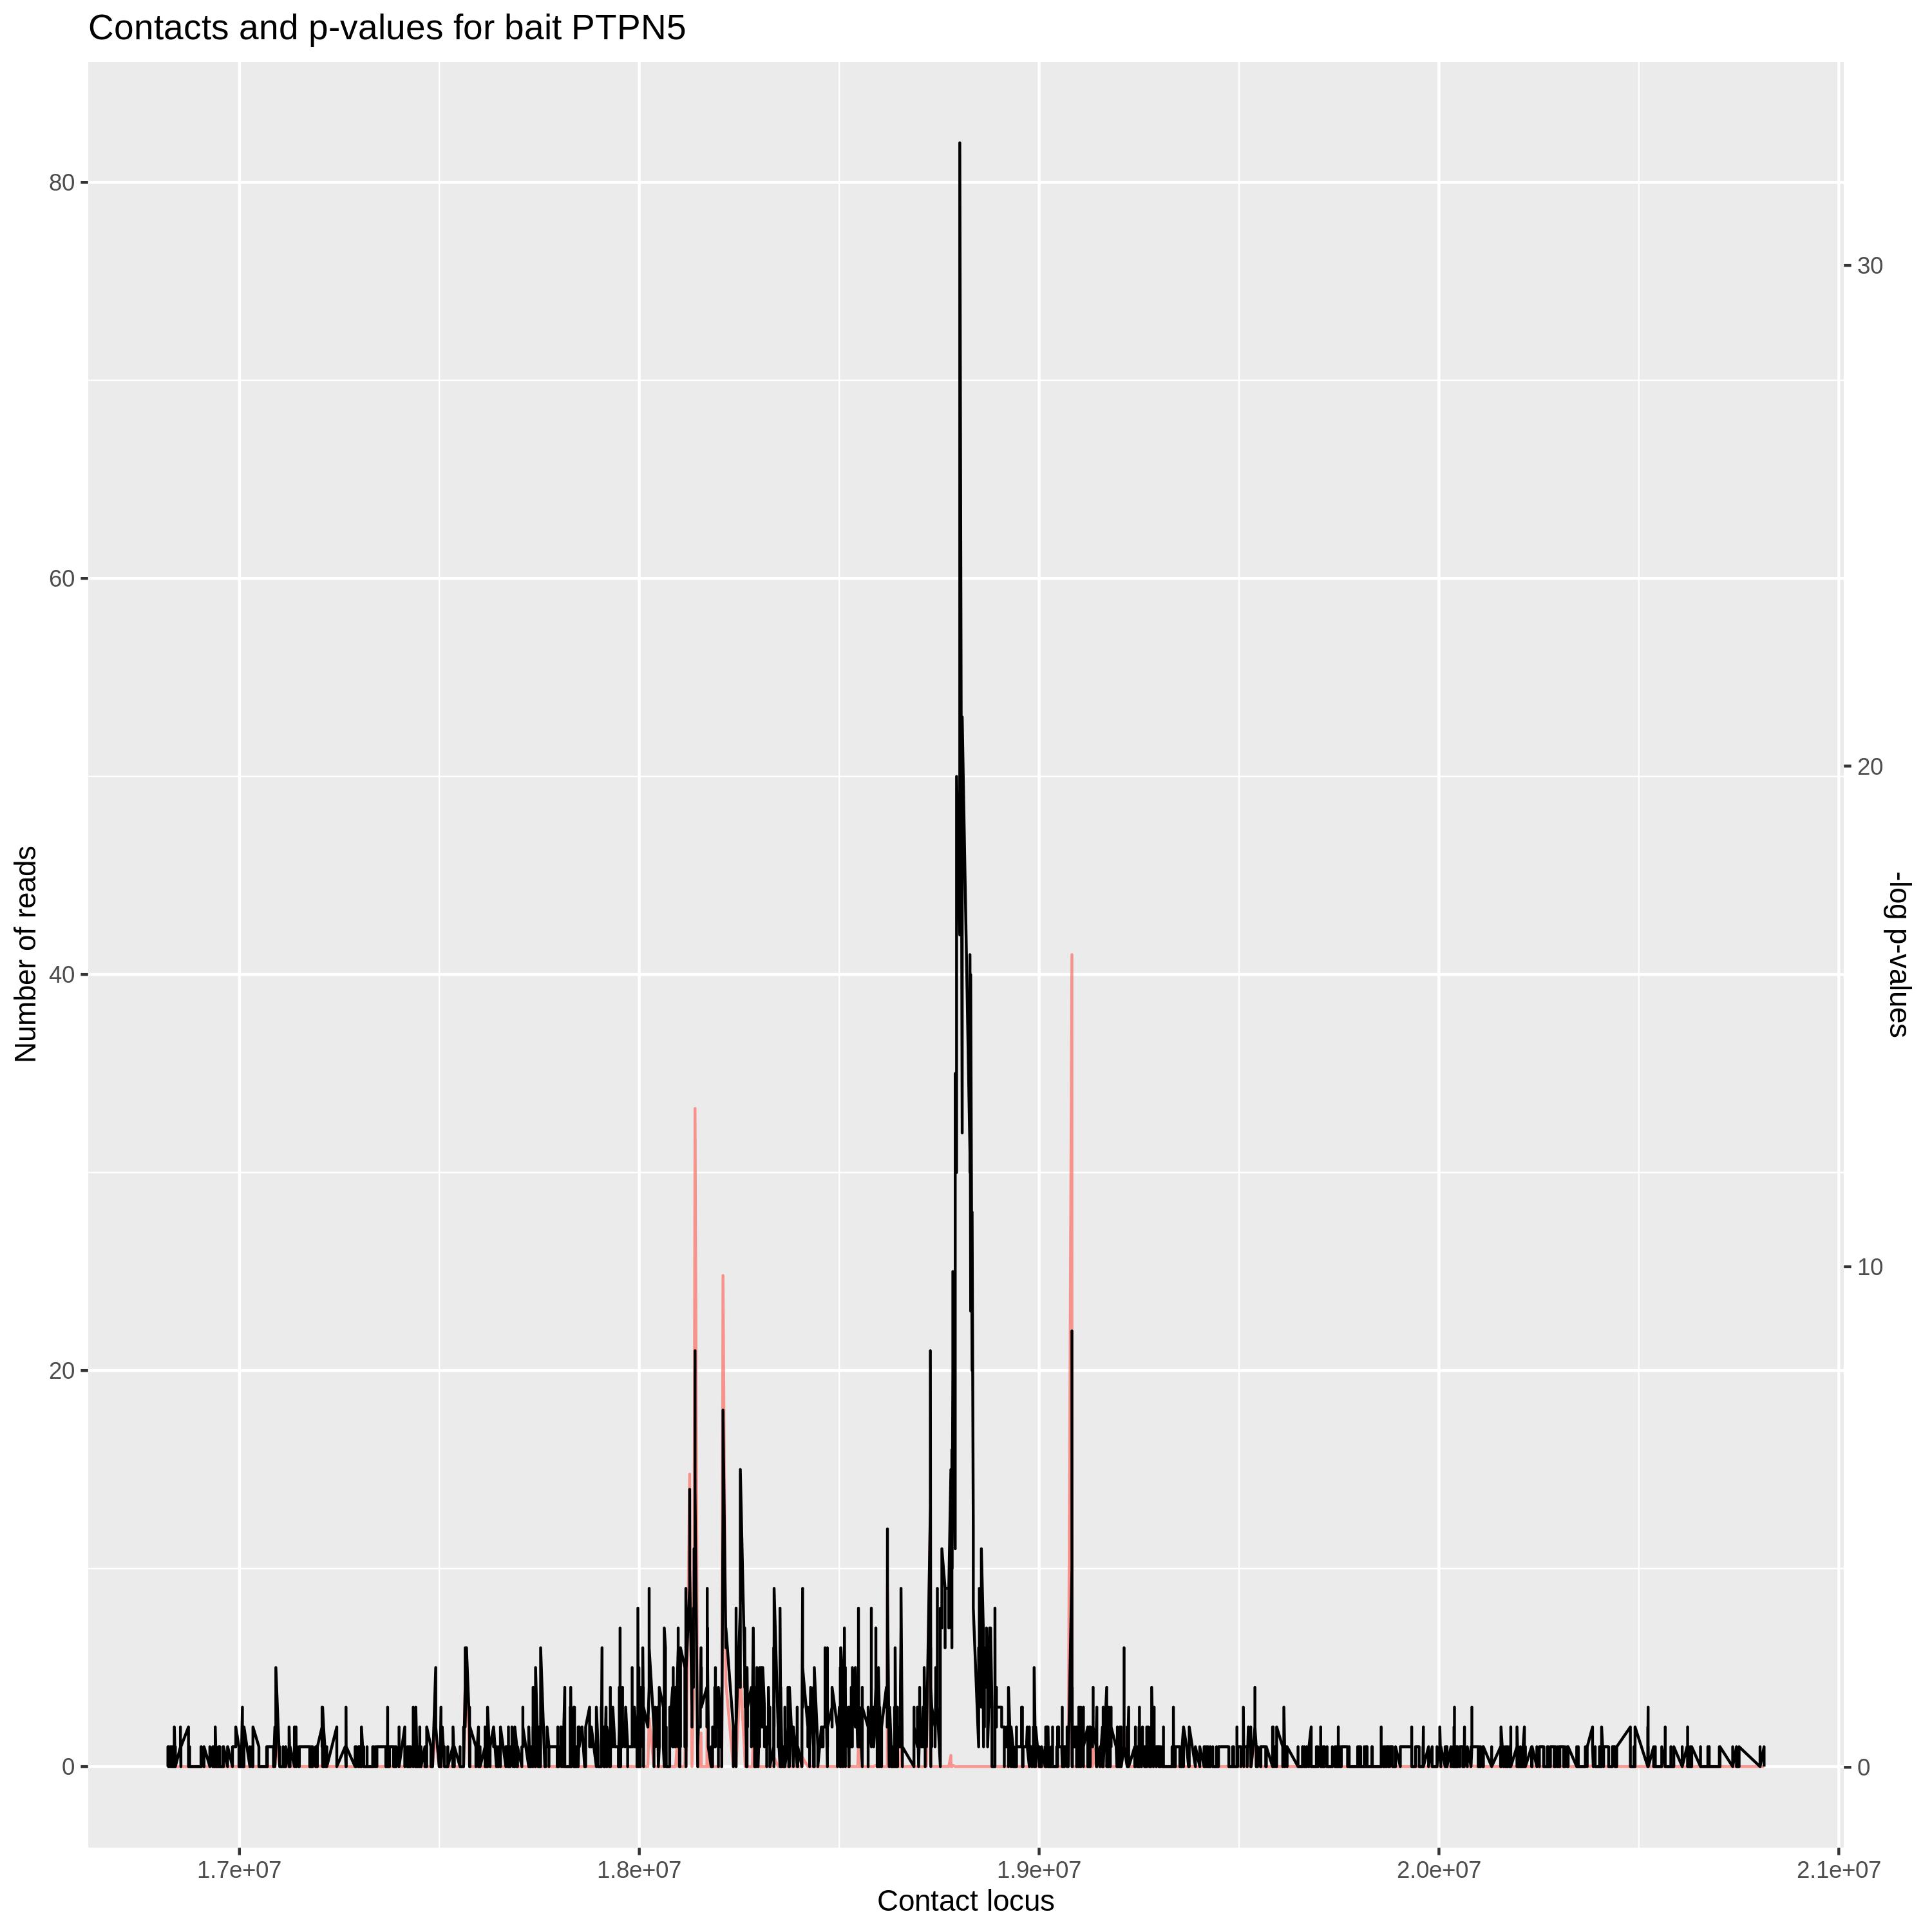 Contacts and p-values for bait PTPN5
80
60
40
20
0
Number of reads
30
20
10
0
-log p-values
1.7e+07 1.8e+07 1.9e+07 2.0e+07 2.1e+07
Contact locus